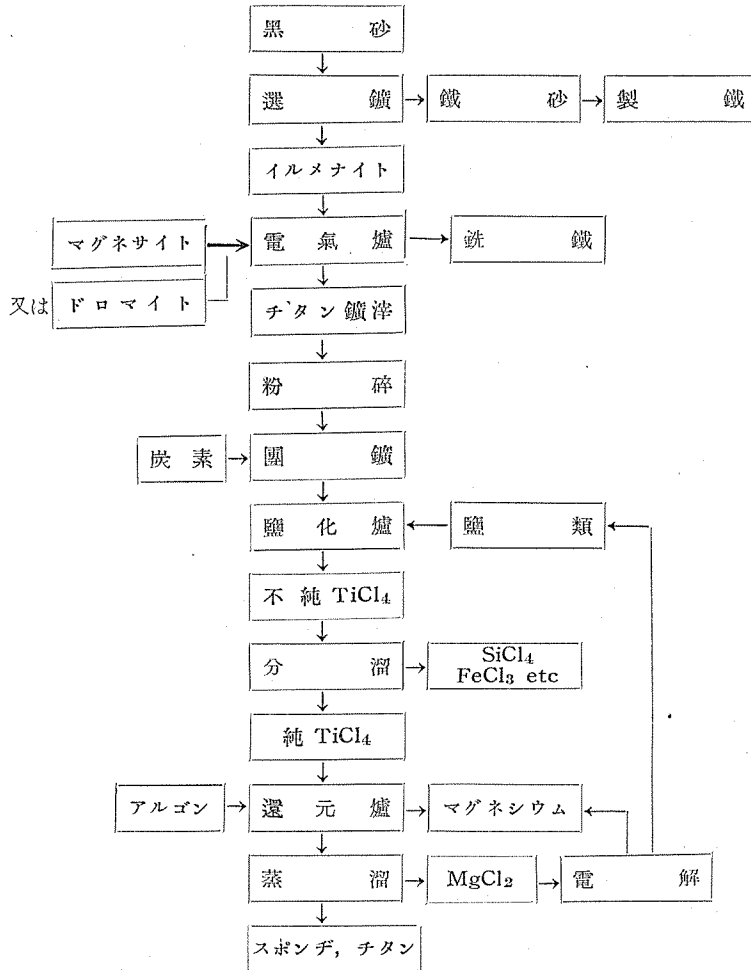 黑砂
選鑛 鐵砂 製鐵
イルメナイト
マグネサイト 電氣爐 銑鐵
又は ドロマイト
チタン鑛滓
粉碎
炭素 團鑛
鹽化爐 鹽類
不純 TiCl₄
分溜 SiCl₄
FeCl₃ etc
純 TiCl₄
アルゴン 還元爐 マグネシウム
蒸溜 MgCl₂ 電解
スポンヂ, チタン